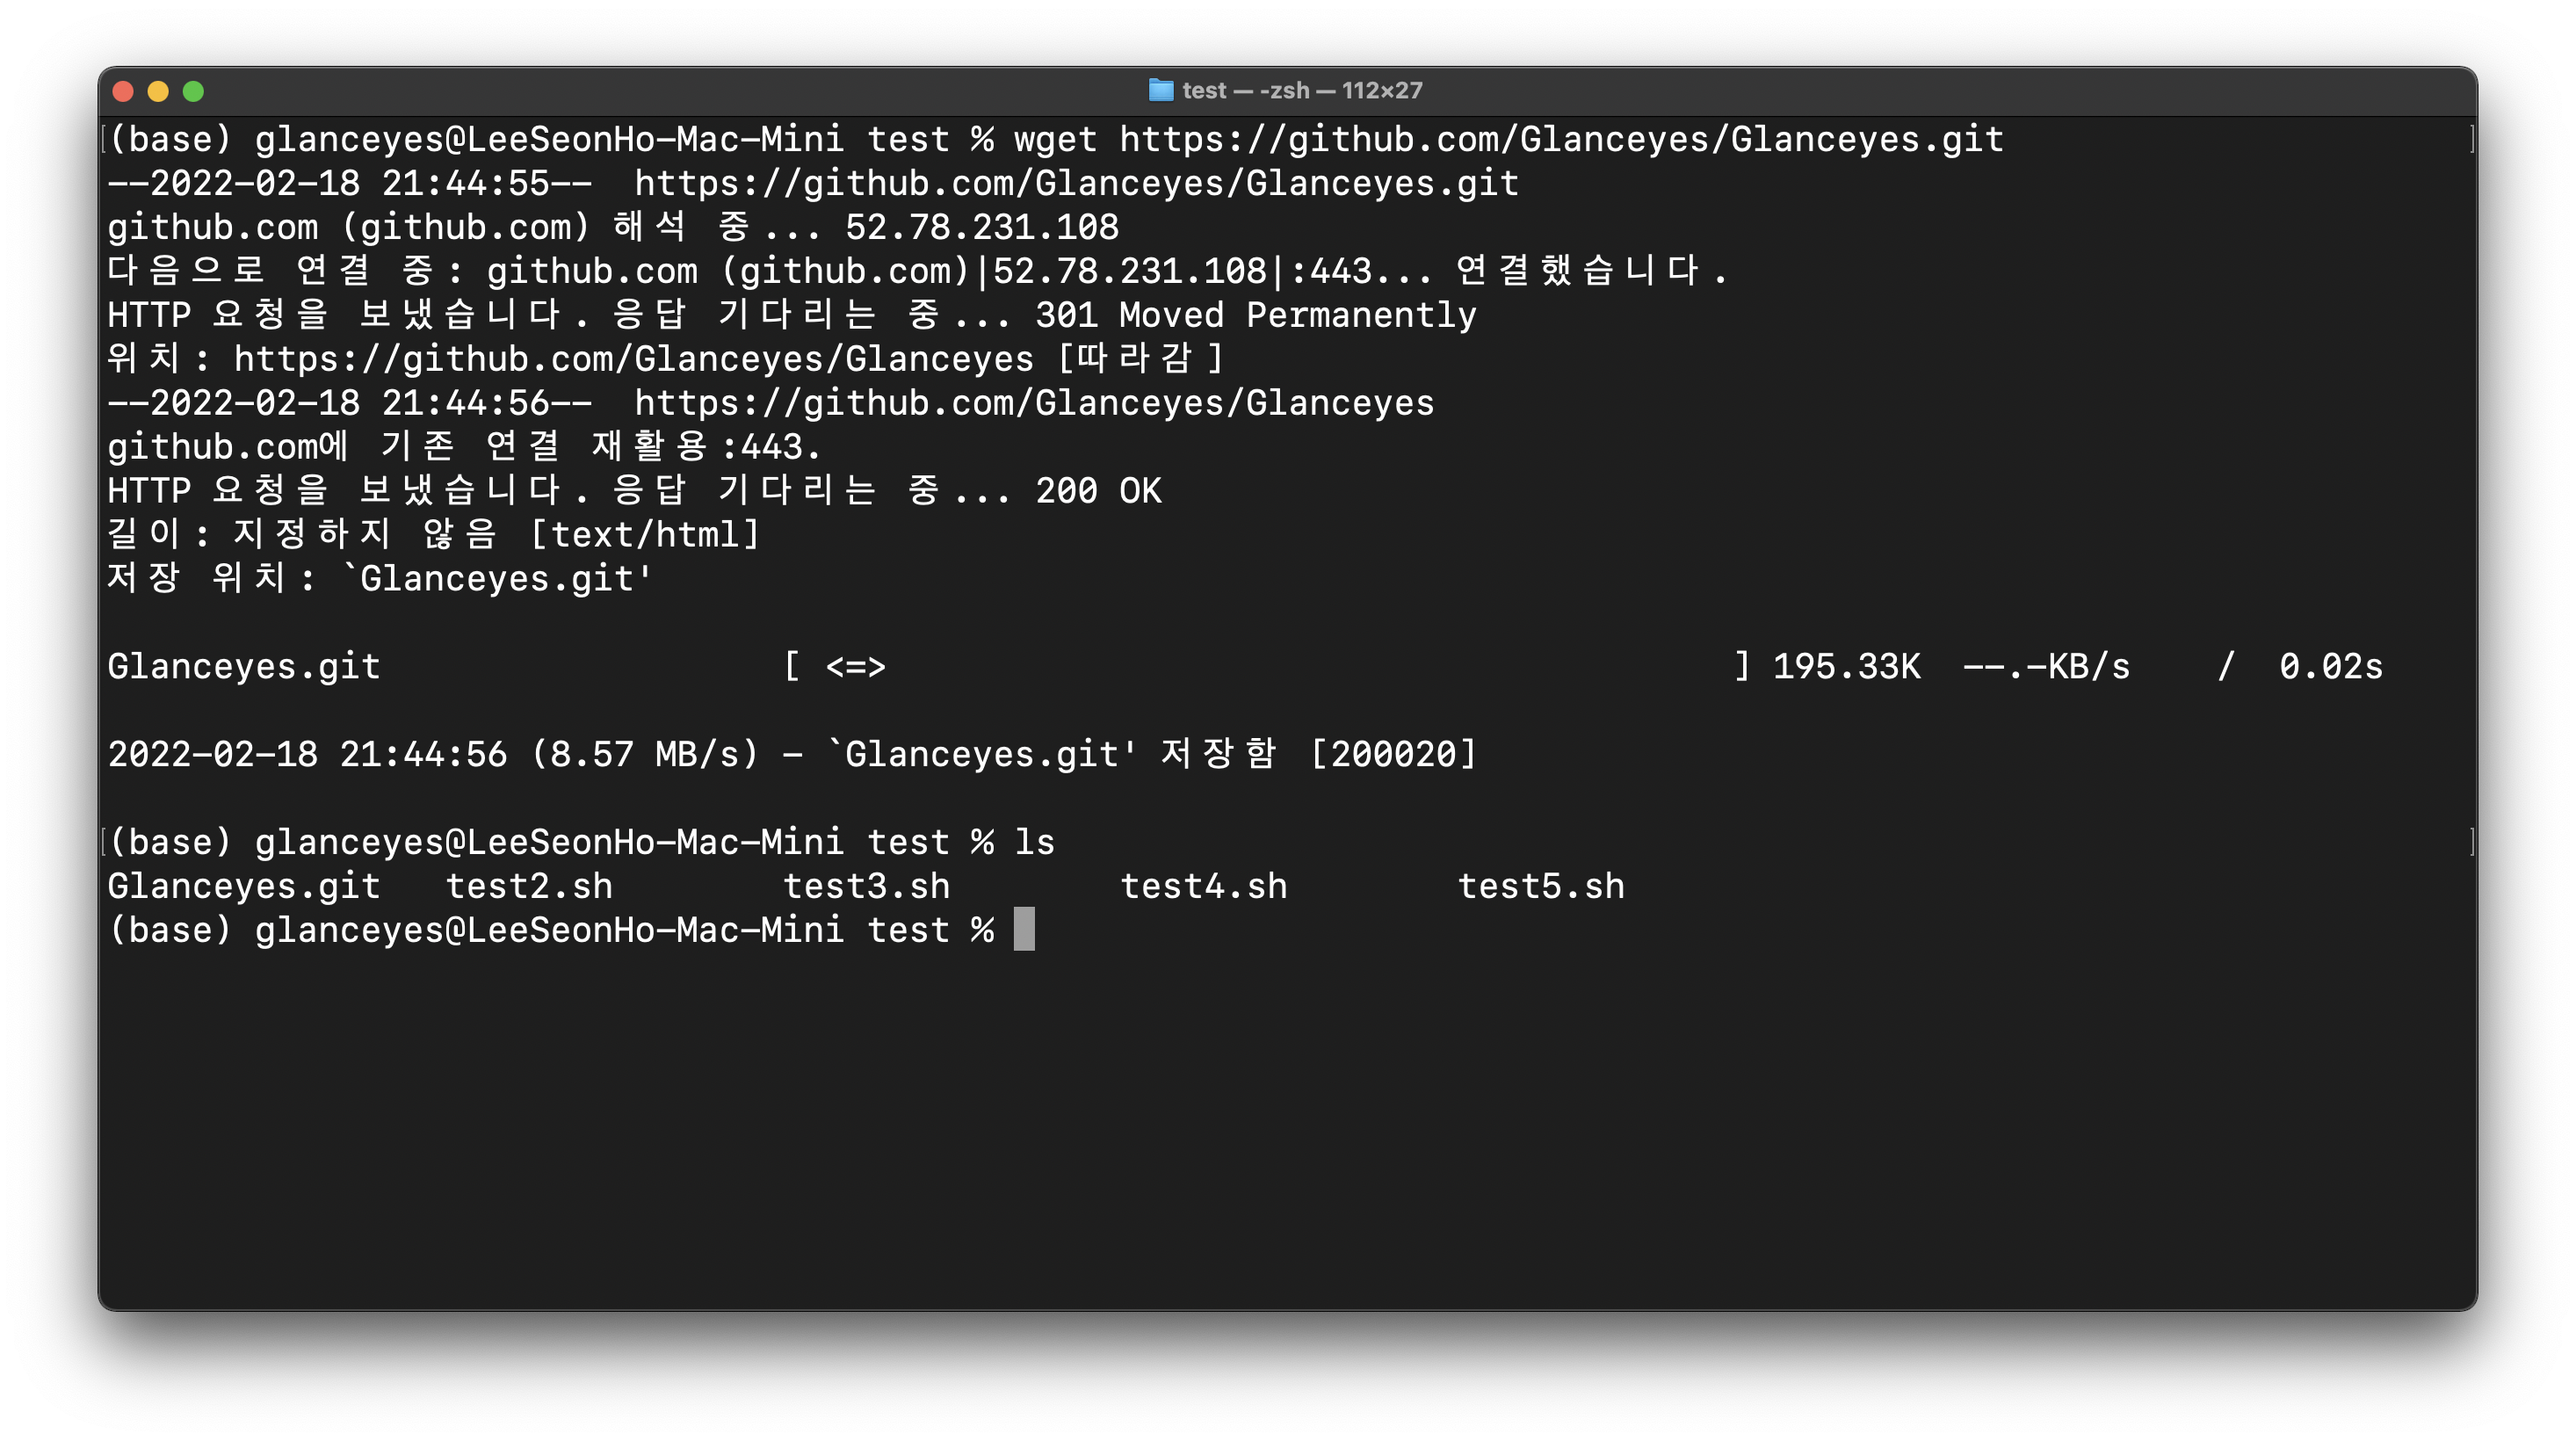 test — -zsh — 112×27
(base) glanceyes@LeeSeonHo-Mac-Mini test % wget https://github.com/Glanceyes/Glanceyes.git
--2022-02-18 21:44:55--  https://github.com/Glanceyes/Glanceyes.git
github.com (github.com) 해석 중... 52.78.231.108
다음으로 연결 중: github.com (github.com)|52.78.231.108|:443... 연결했습니다.
HTTP 요청을 보냈습니다. 응답 기다리는 중... 301 Moved Permanently
위치: https://github.com/Glanceyes/Glanceyes [따라감]
--2022-02-18 21:44:56--  https://github.com/Glanceyes/Glanceyes
github.com에 기존 연결 재활용:443.
HTTP 요청을 보냈습니다. 응답 기다리는 중... 200 OK
길이: 지정하지 않음 [text/html]
저장 위치: `Glanceyes.git'
Glanceyes.git                   [ <=>                                        ] 195.33K  --.-KB/s    /  0.02s
2022-02-18 21:44:56 (8.57 MB/s) - `Glanceyes.git' 저장함 [200020]
(base) glanceyes@LeeSeonHo-Mac-Mini test % ls
Glanceyes.git   test2.sh        test3.sh        test4.sh        test5.sh
(base) glanceyes@LeeSeonHo-Mac-Mini test %